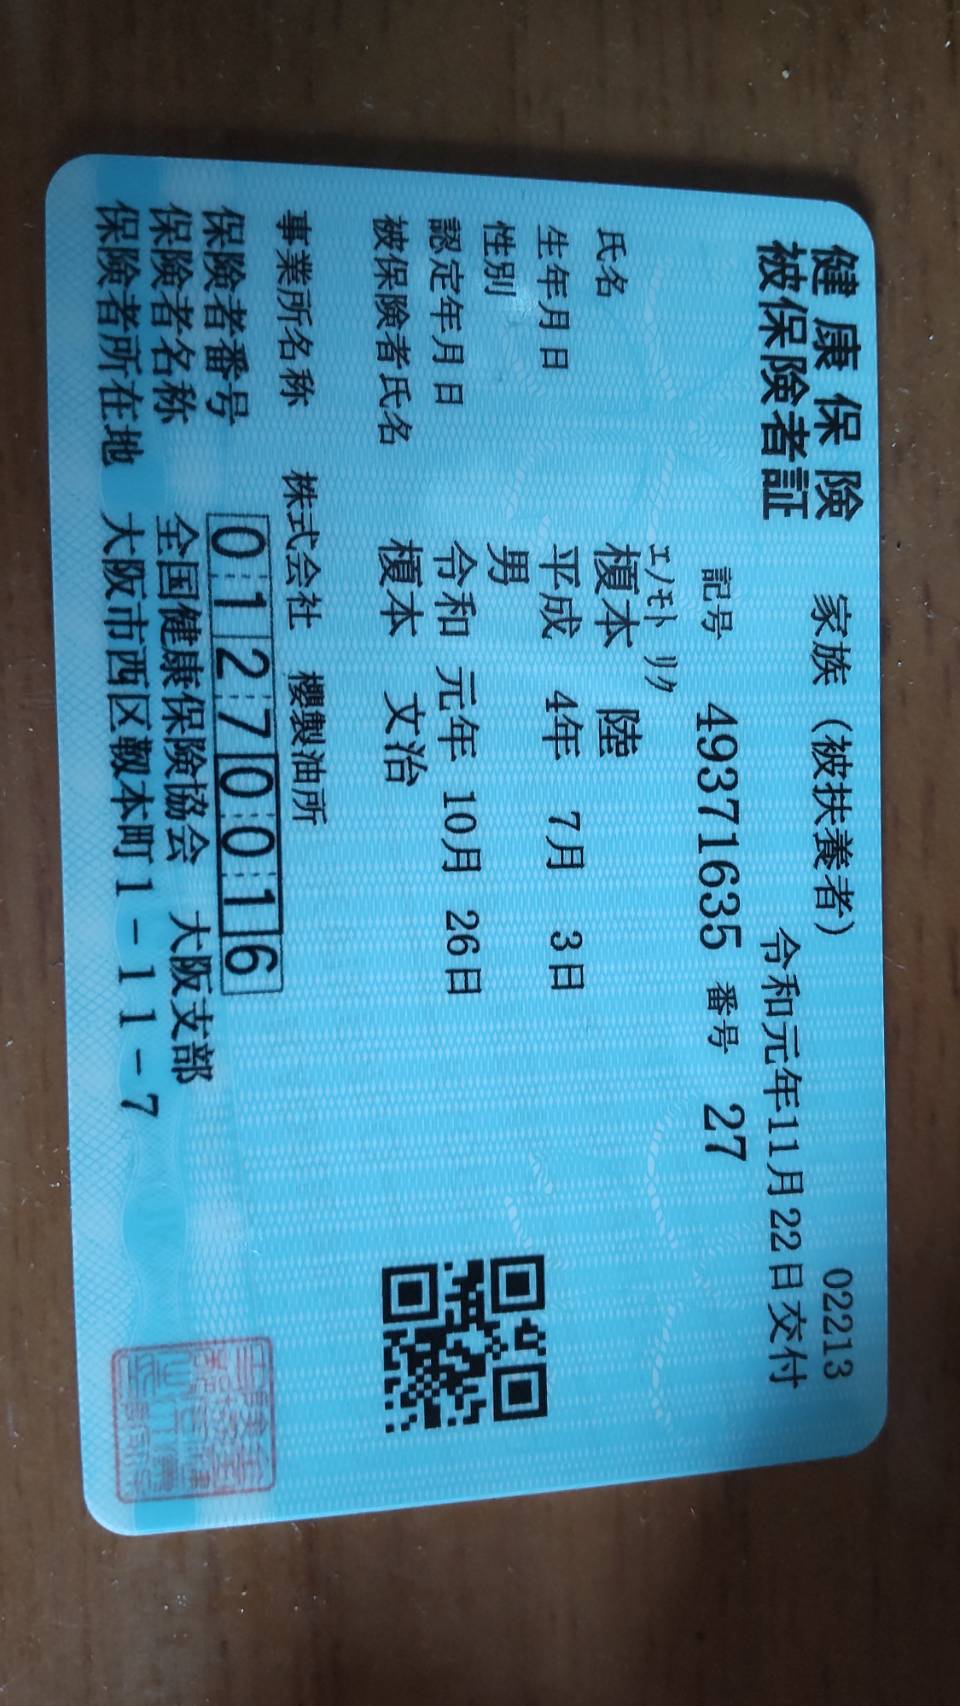 健康保険 家族（被扶養者） 02213
被保険者証 令和元年11月22日交付
記号 49371635 番号 27
ｴﾉﾓﾄ ﾘｸ
氏名 榎本 陸
生年月日 平成 4年 7月 3日
性別 男
認定年月日 令和 元年 10月 26日
被保険者氏名 榎本 文治
事業所名称 株式会社 櫻製油所
保険者番号 01270016
保険者名称 全国健康保険協会 大阪支部
保険者所在地 大阪市西区靱本町1-11-7